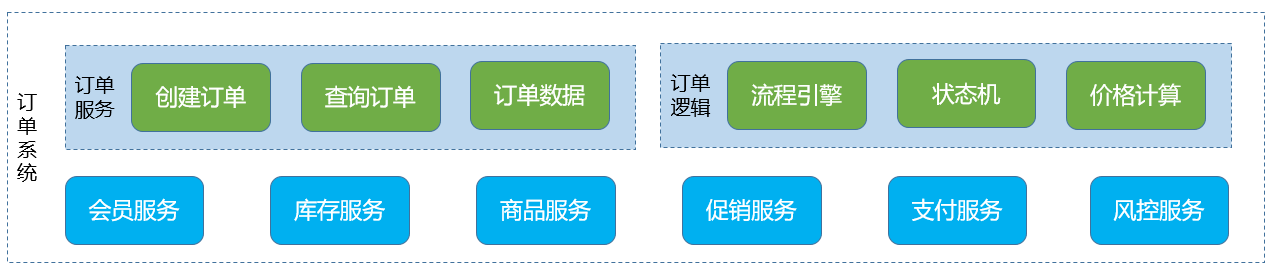 订单系统
订单
服务
创建订单
查询订单
订单数据
订单
逻辑
流程引擎
状态机
价格计算
会员服务
库存服务
商品服务
促销服务
支付服务
风控服务